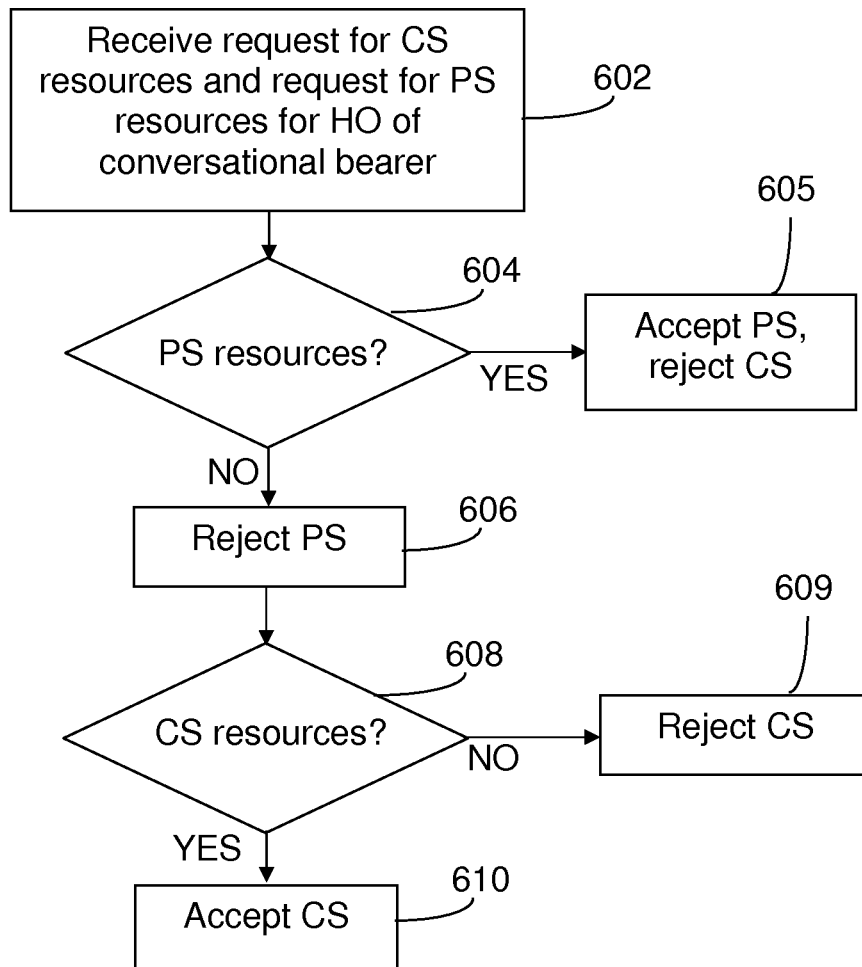 Receive request for CS
resources and request for PS
resources for HO of
conversational bearer
602
605
604
PS resources?
Accept PS,
reject CS
YES
NO
Reject PS
606
609
608
CS resources?
Reject CS
NO
YES
610
Accept CS